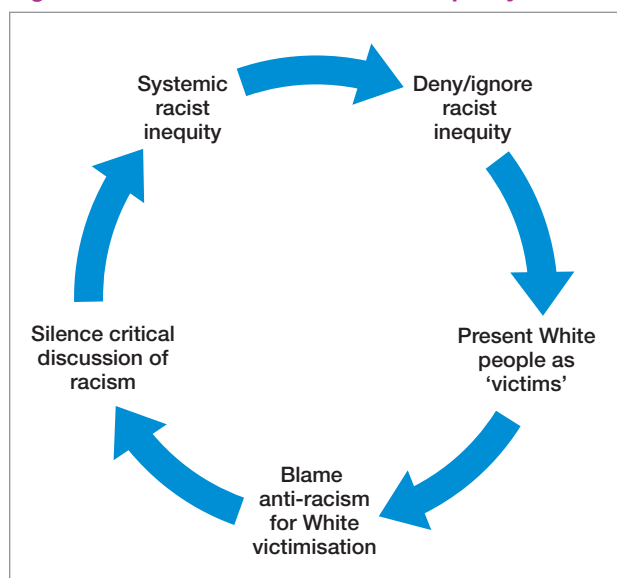 Systemic
racist
inequity
Deny/ignore
racist
inequity
Present White
people as
‘victims’
Blame
anti-racism
for White
victimisation
Silence critical
discussion of
racism